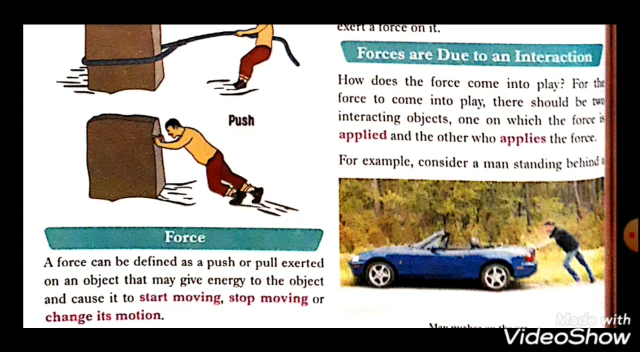 Push
Force
A force can be defined as a push or pull exerted
on an object that may give energy to the object
and cause it to start moving, stop moving or
change its motion.
exert a force on it.
Forces are Due to an Interaction
How does the force come into play? For the
force to come into play, there should be two
interacting objects, one on which the force is
applied and the other who applies the force.
For example, consider a man standing behind
Man pushes
Made with
VideoShow